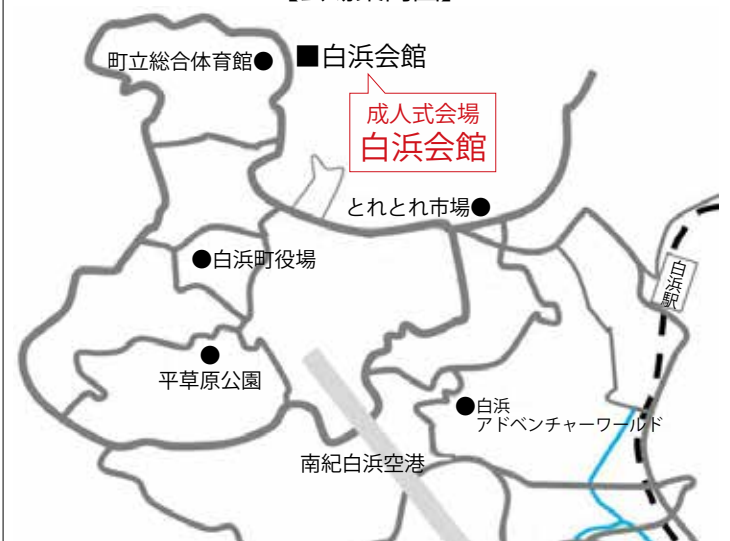 町立総合体育館●
■白浜会館
成人式会場
白浜会館
とれとれ市場●
●白浜町役場
白浜駅
平草原公園
●白浜
アドベンチャーワールド
南紀白浜空港